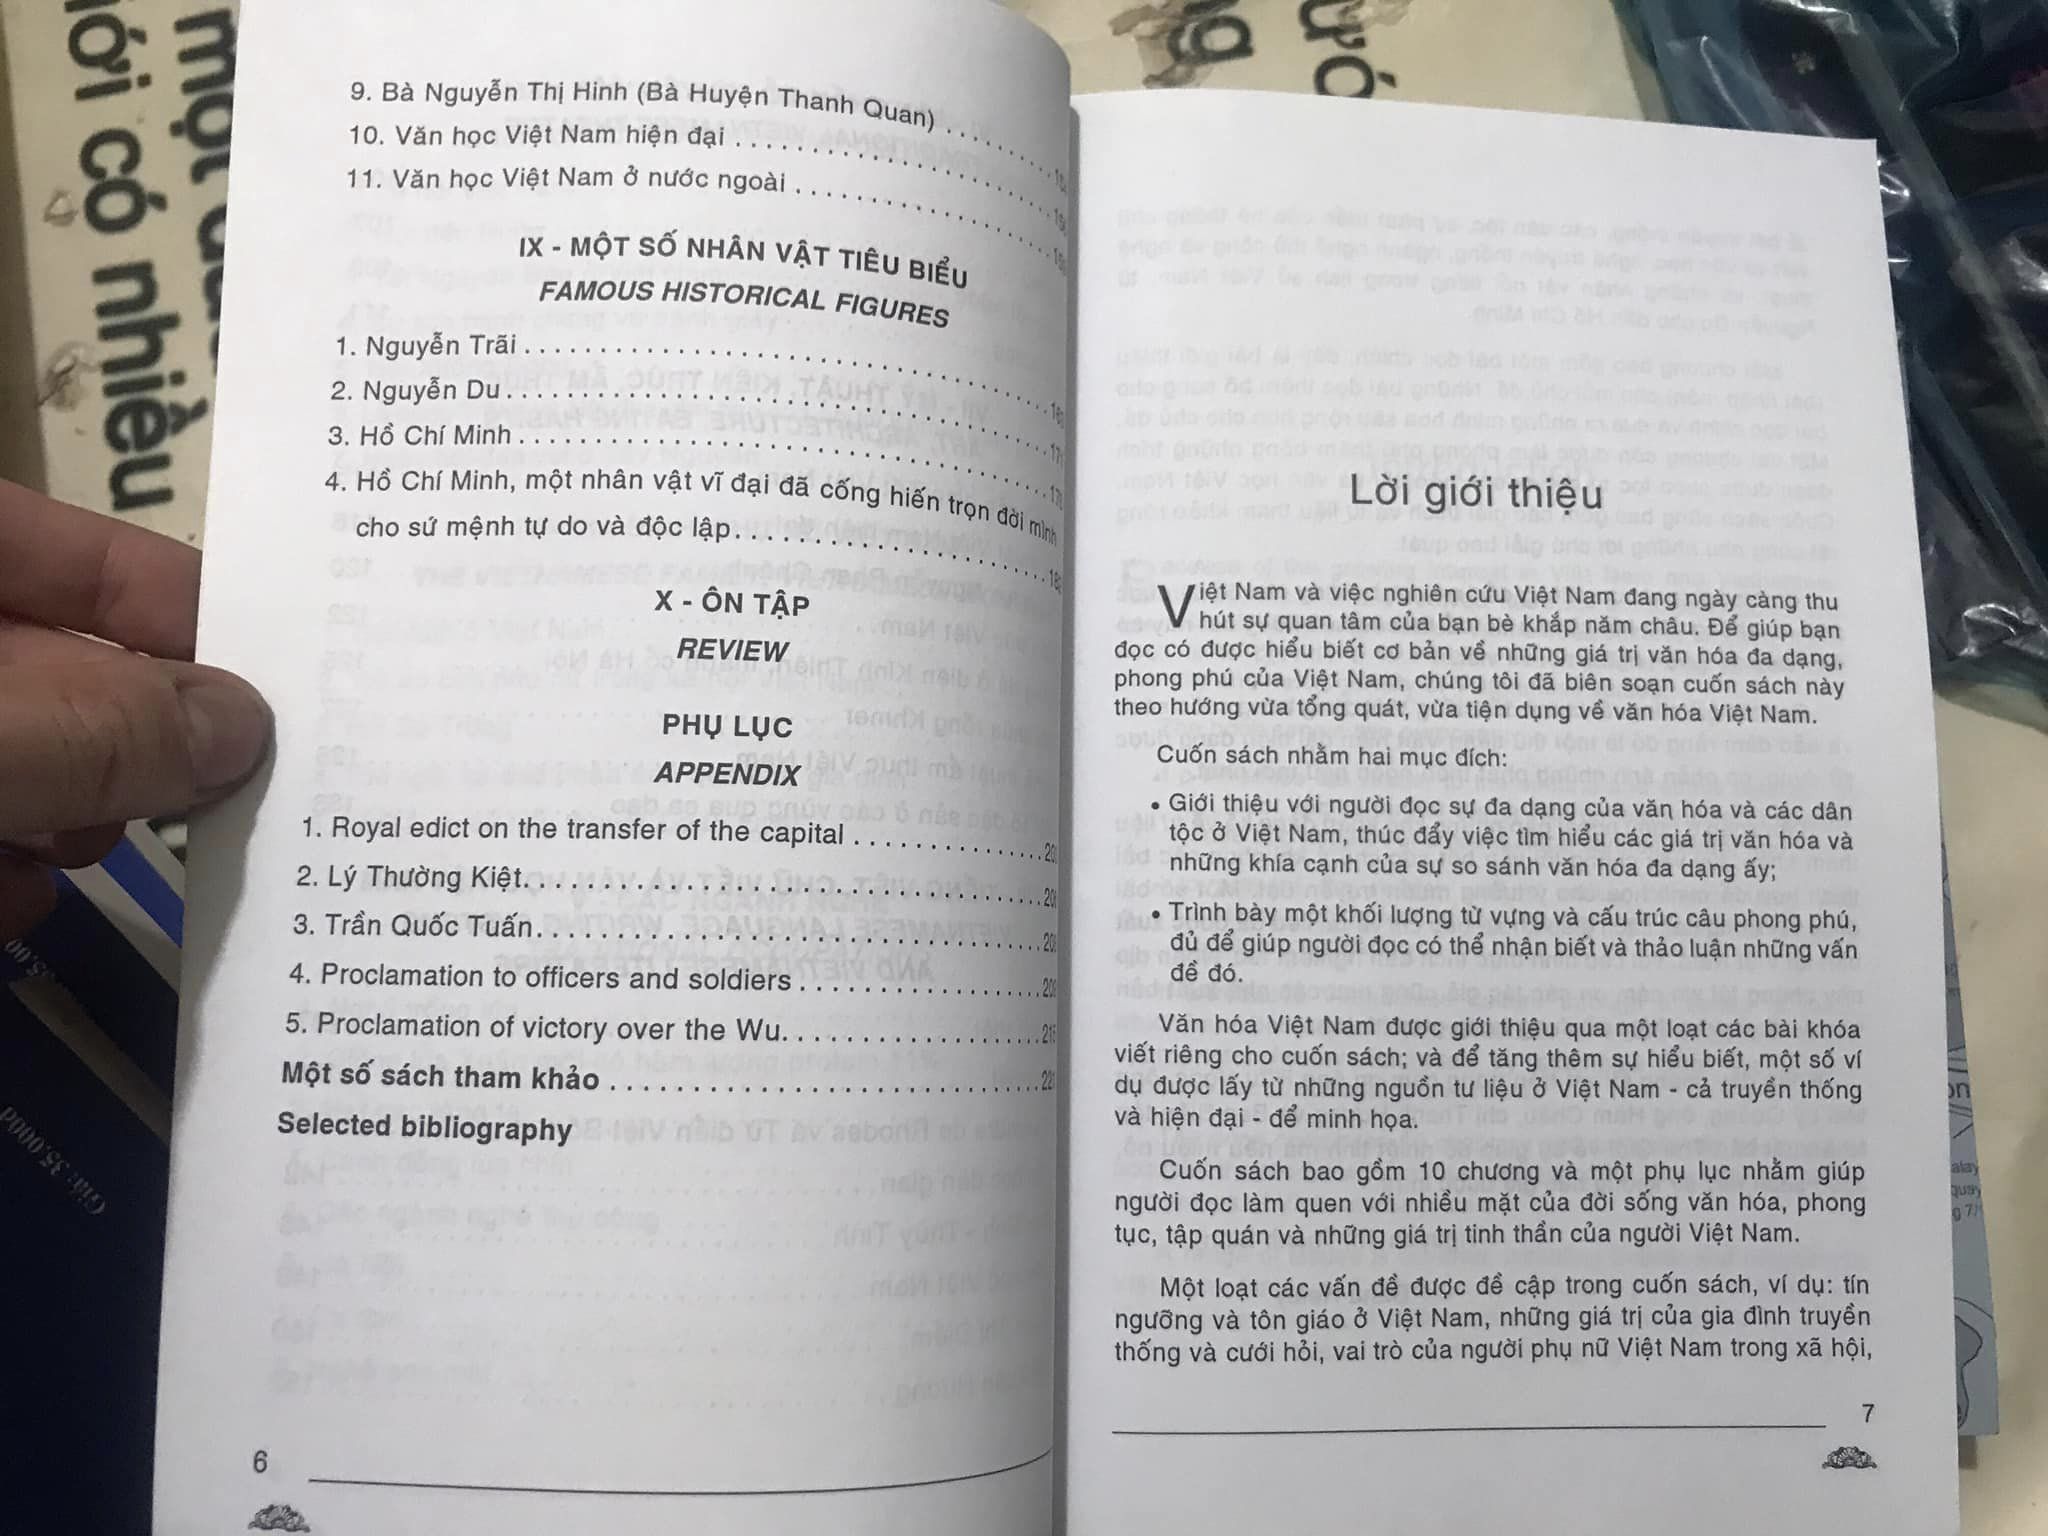 một
với có nhiều
9. Bà Nguyễn Thị Hinh (Bà Huyện Thanh Quan)
10. Văn học Việt Nam hiện đại
11. Văn học Việt Nam ở nước ngoài
IX - MỘT SỐ NHÂN VẬT TIÊU BIỂU
FAMOUS HISTORICAL FIGURES
1. Nguyễn Trãi
2. Nguyễn Du
3. Hồ Chí Minh
4. Hồ Chí Minh, một nhân vật vĩ đại đã cống hiến trọn đời mình
cho sứ mệnh tự do và độc lập
X - ÔN TẬP
REVIEW
PHỤ LỤC
APPENDIX
1. Royal edict on the transfer of the capital
2. Lý Thường Kiệt
3. Trần Quốc Tuấn
4. Proclamation to officers and soldiers
5. Proclamation of victory over the Wu
Một số sách tham khảo
Selected bibliography
6
Giá: 35.000đ
Lời giới thiệu
Việt Nam và việc nghiên cứu Việt Nam đang ngày càng thu
hút sự quan tâm của bạn bè khắp năm châu. Để giúp bạn
đọc có được hiểu biết cơ bản về những giá trị văn hóa đa dạng,
phong phú của Việt Nam, chúng tôi đã biên soạn cuốn sách này
theo hướng vừa tổng quát, vừa tiện dụng về văn hóa Việt Nam.
Cuốn sách nhằm hai mục đích:
• Giới thiệu với người đọc sự đa dạng của văn hóa và các dân
tộc ở Việt Nam, thúc đẩy việc tìm hiểu các giá trị văn hóa và
những khía cạnh của sự so sánh văn hóa đa dạng ấy;
• Trình bày một khối lượng từ vựng và cấu trúc câu phong phú,
đủ để giúp người đọc có thể nhận biết và thảo luận những vấn
đề đó.
Văn hóa Việt Nam được giới thiệu qua một loạt các bài khóa
viết riêng cho cuốn sách; và để tăng thêm sự hiểu biết, một số ví
dụ được lấy từ những nguồn tư liệu ở Việt Nam - cả truyền thống
và hiện đại - để minh họa.
Cuốn sách bao gồm 10 chương và một phụ lục nhằm giúp
người đọc làm quen với nhiều mặt của đời sống văn hóa, phong
tục, tập quán và những giá trị tinh thần của người Việt Nam.
Một loạt các vấn đề được đề cập trong cuốn sách, ví dụ: tín
ngưỡng và tôn giáo ở Việt Nam, những giá trị của gia đình truyền
thống và cưới hỏi, vai trò của người phụ nữ Việt Nam trong xã hội,
7